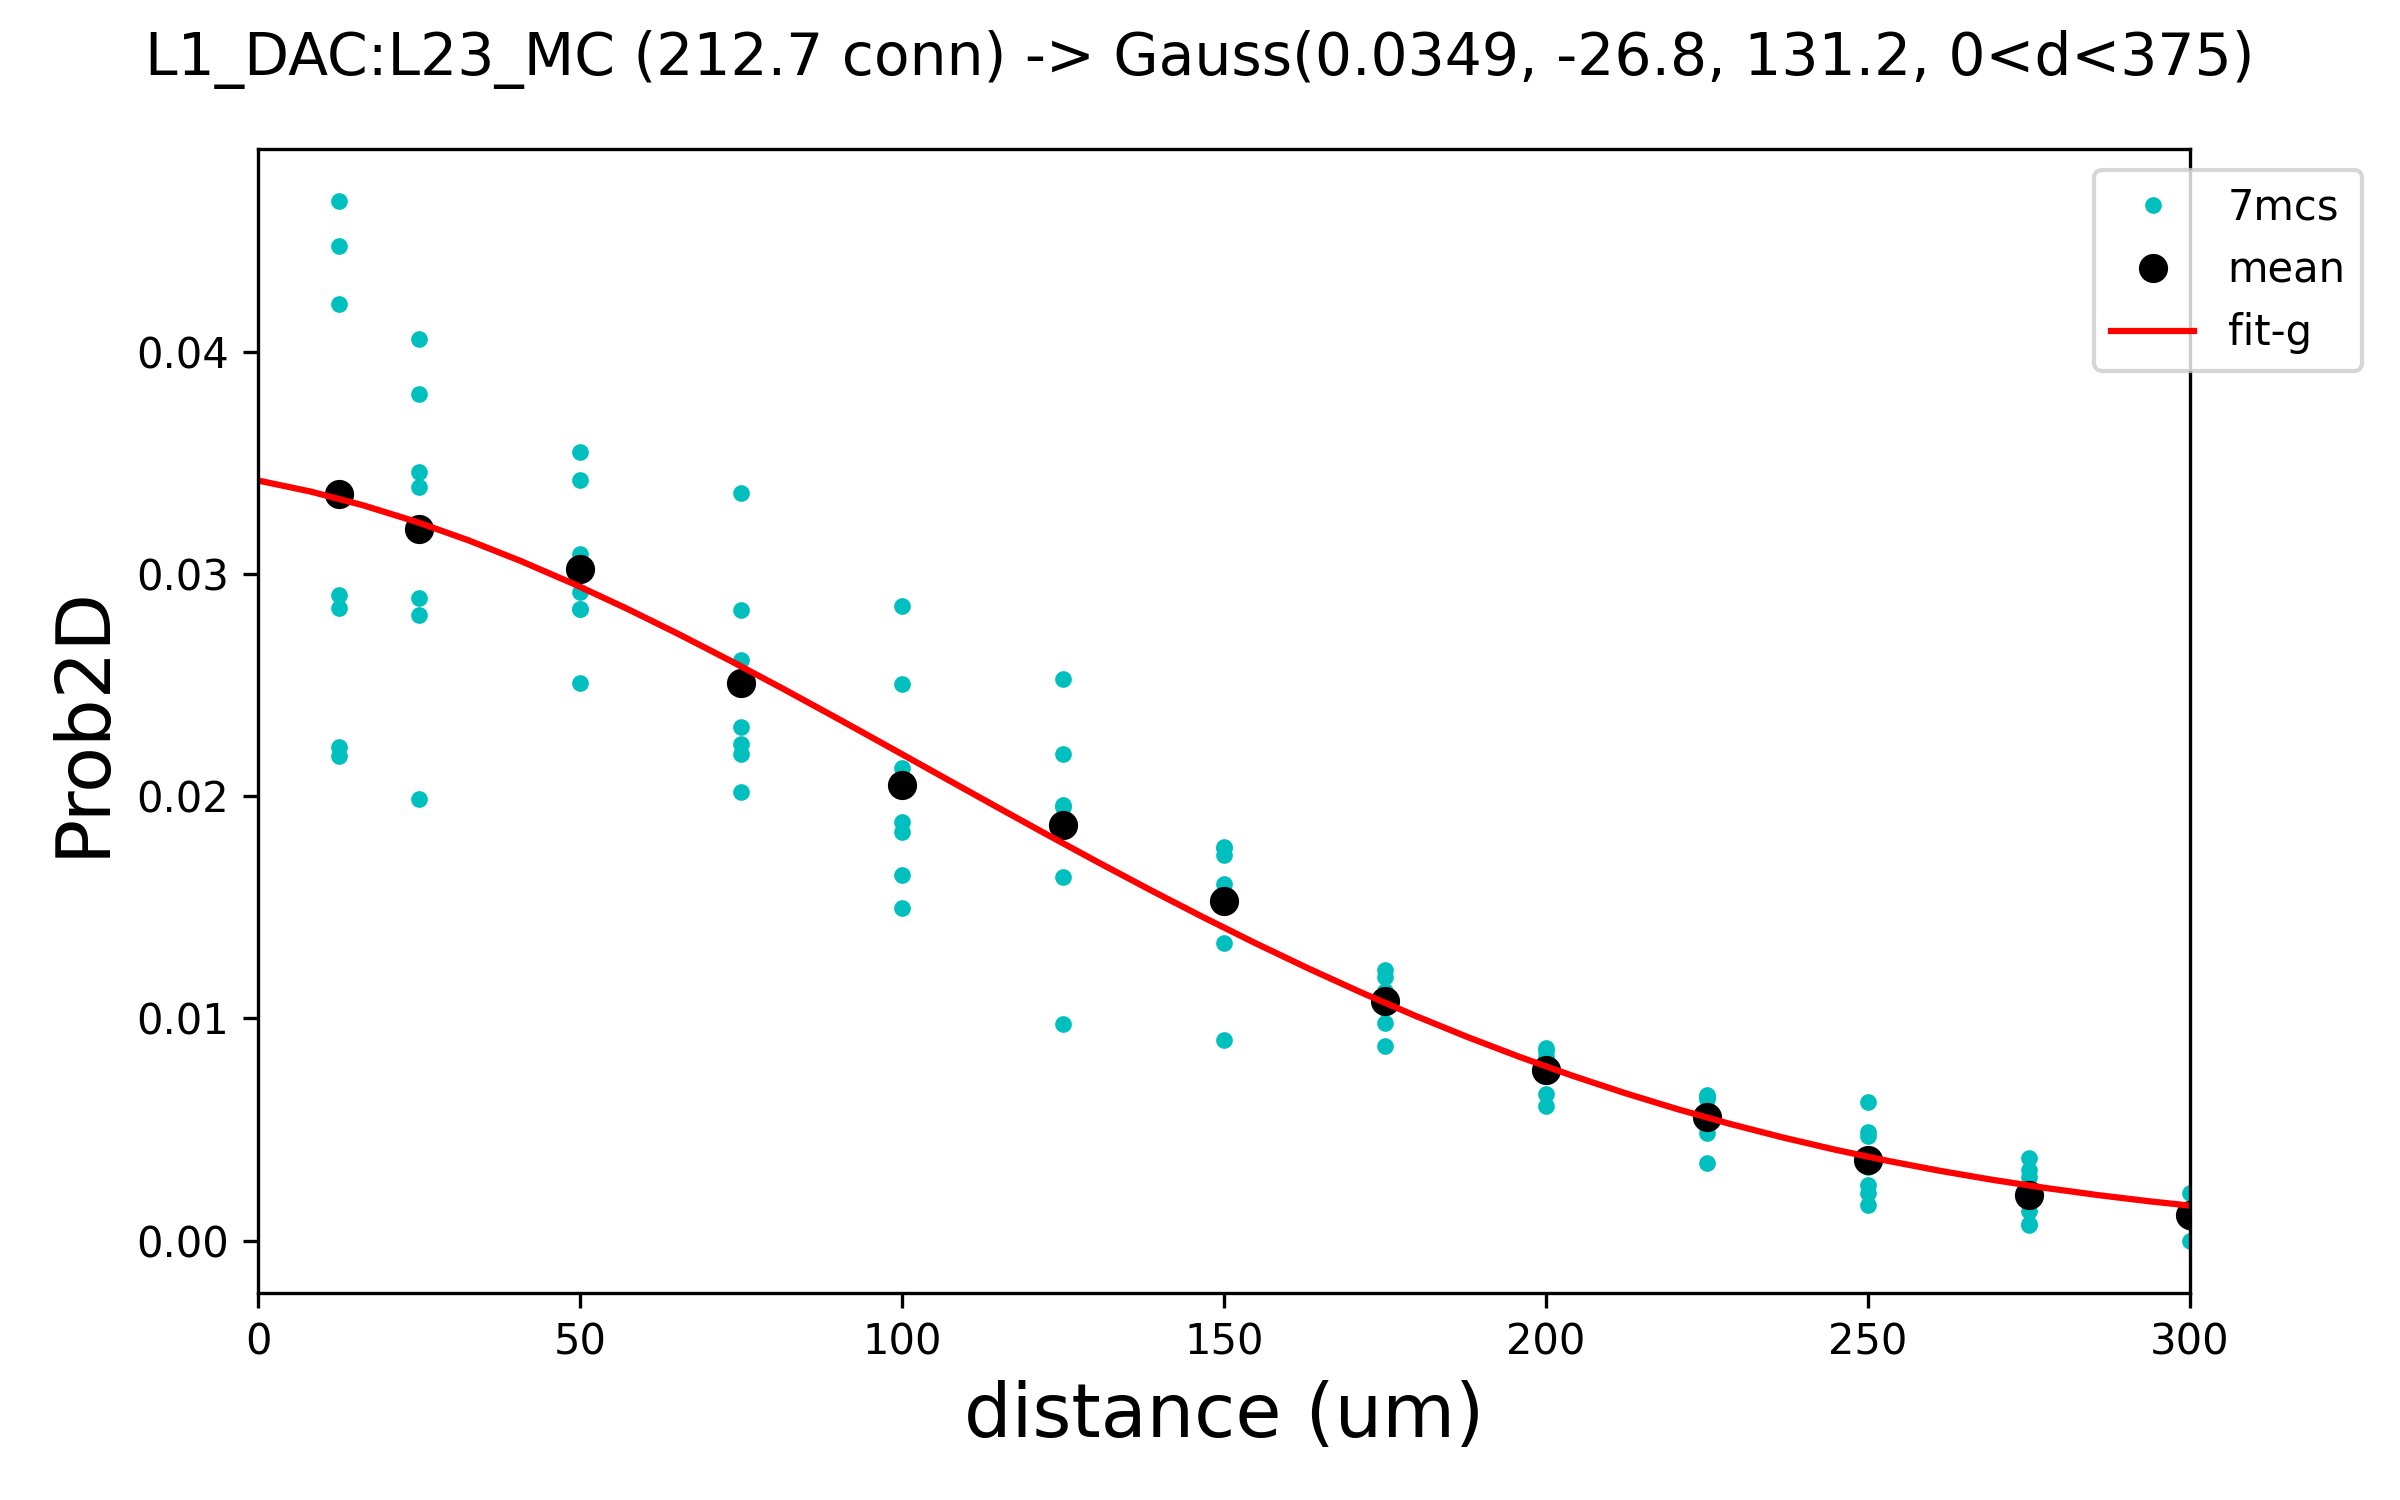 L1_DAC:L23_MC (212.7 conn) -> Gauss(0.0349, -26.8, 131.2, 0<d<375)
7mcs
mean
fit-g
Prob2D
0.04
0.03
0.02
0.01
0.00
0 50 100 150 200 250 300
distance (um)